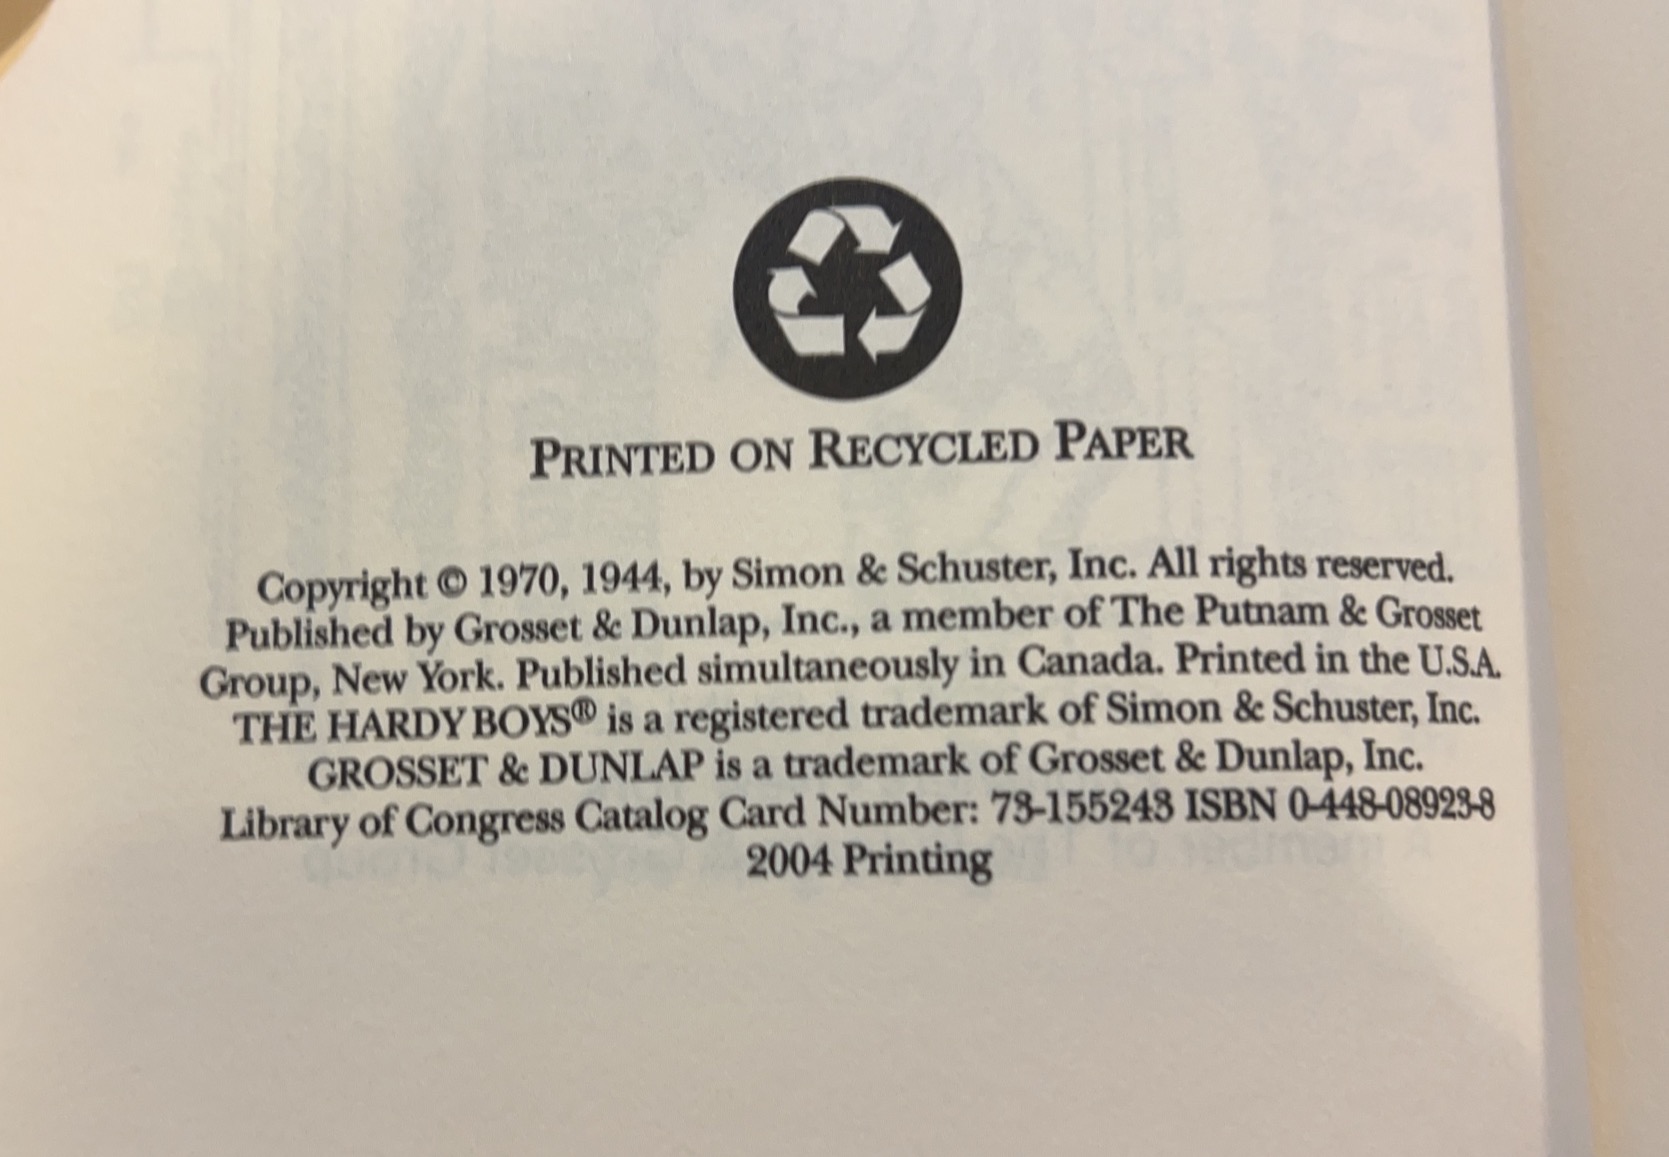 PRINTED ON RECYCLED PAPER
Copyright © 1970, 1944, by Simon & Schuster, Inc. All rights reserved.
Published by Grosset & Dunlap, Inc., a member of The Putnam & Grosset
Group, New York. Published simultaneously in Canada. Printed in the U.S.A.
THE HARDY BOYS® is a registered trademark of Simon & Schuster, Inc.
GROSSET & DUNLAP is a trademark of Grosset & Dunlap, Inc.
Library of Congress Catalog Card Number: 73-155243 ISBN 0-448-08923-8
2004 Printing